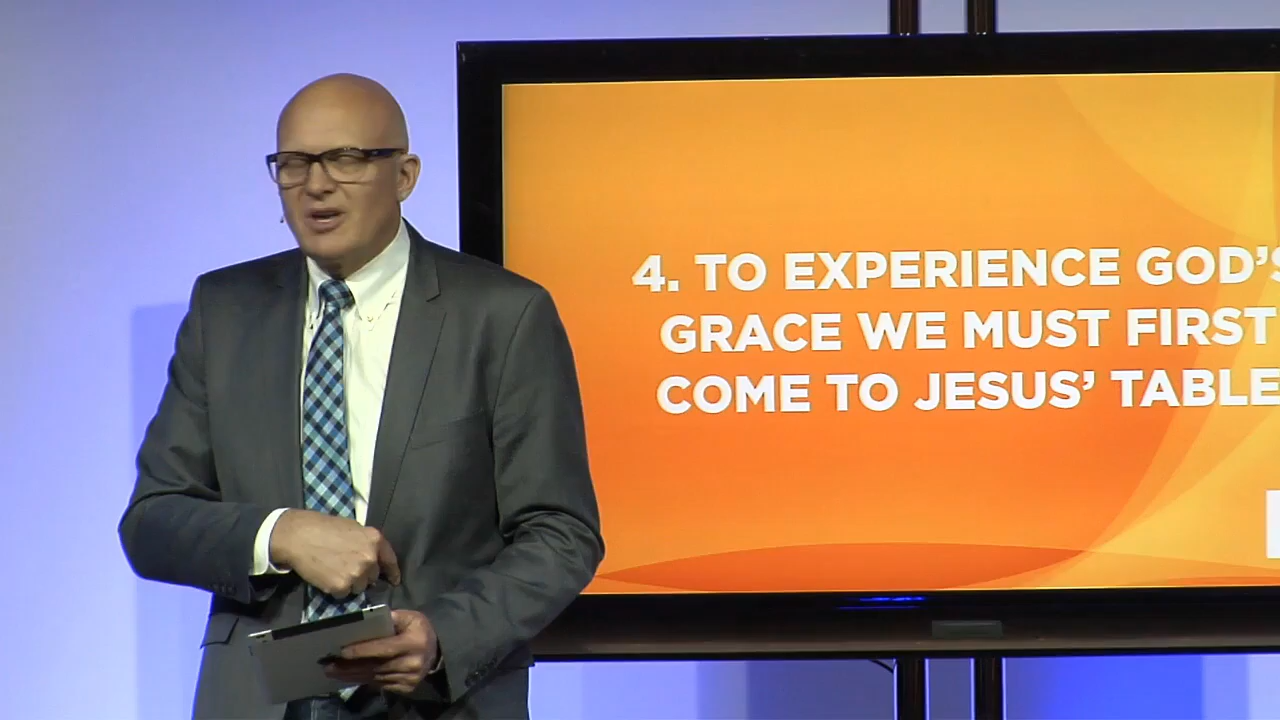 4. TO EXPERIENCE GOD'S
GRACE WE MUST FIRST
COME TO JESUS' TABLE